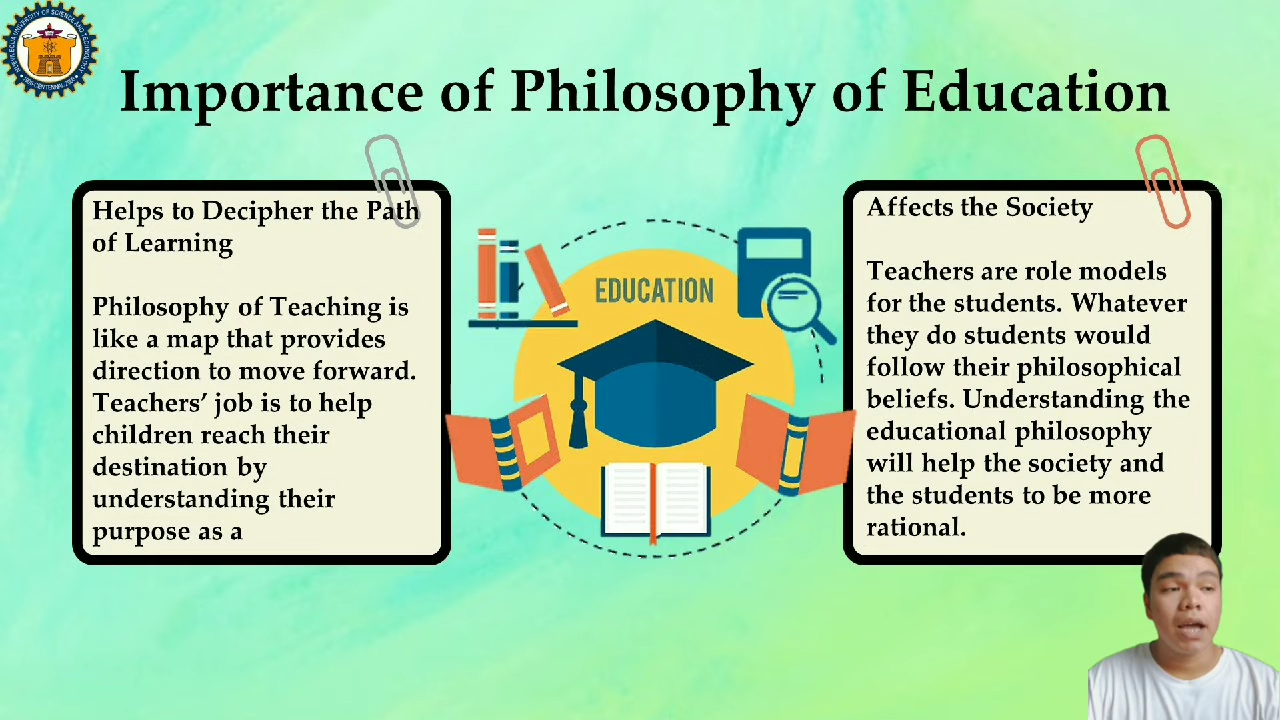 Importance of Philosophy of Education
Helps to Decipher the Path
of Learning
Philosophy of Teaching is
like a map that provides
direction to move forward.
Teachers’ job is to help
children reach their
destination by
understanding their
purpose as a
EDUCATION
Affects the Society
Teachers are role models
for the students. Whatever
they do students would
follow their philosophical
beliefs. Understanding the
educational philosophy
will help the society and
the students to be more
rational.